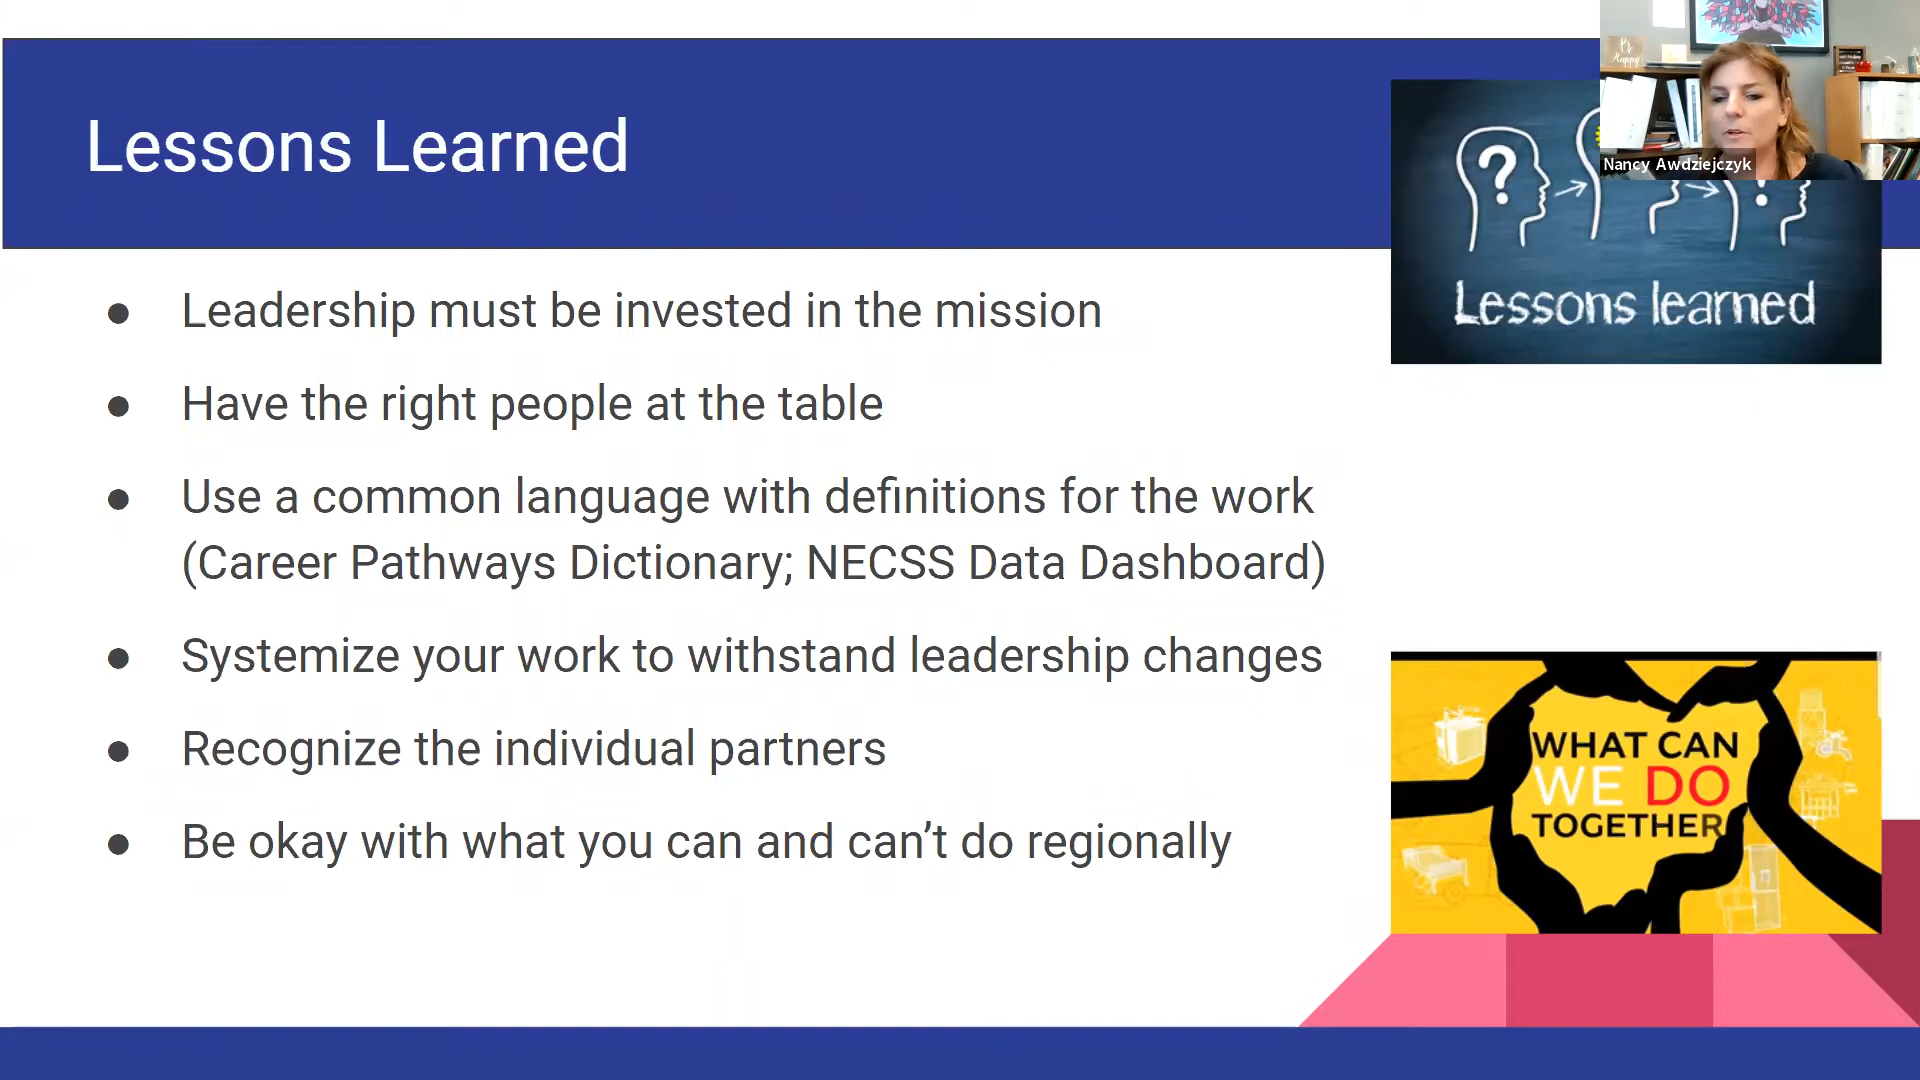 Lessons Learned
Be
Happy
Nancy Awdziejczyk
?
!
Lessons learned
● Leadership must be invested in the mission
● Have the right people at the table
● Use a common language with definitions for the work
(Career Pathways Dictionary; NECSS Data Dashboard)
● Systemize your work to withstand leadership changes
● Recognize the individual partners
● Be okay with what you can and can’t do regionally
WHAT CAN
WE DO
TOGETHER